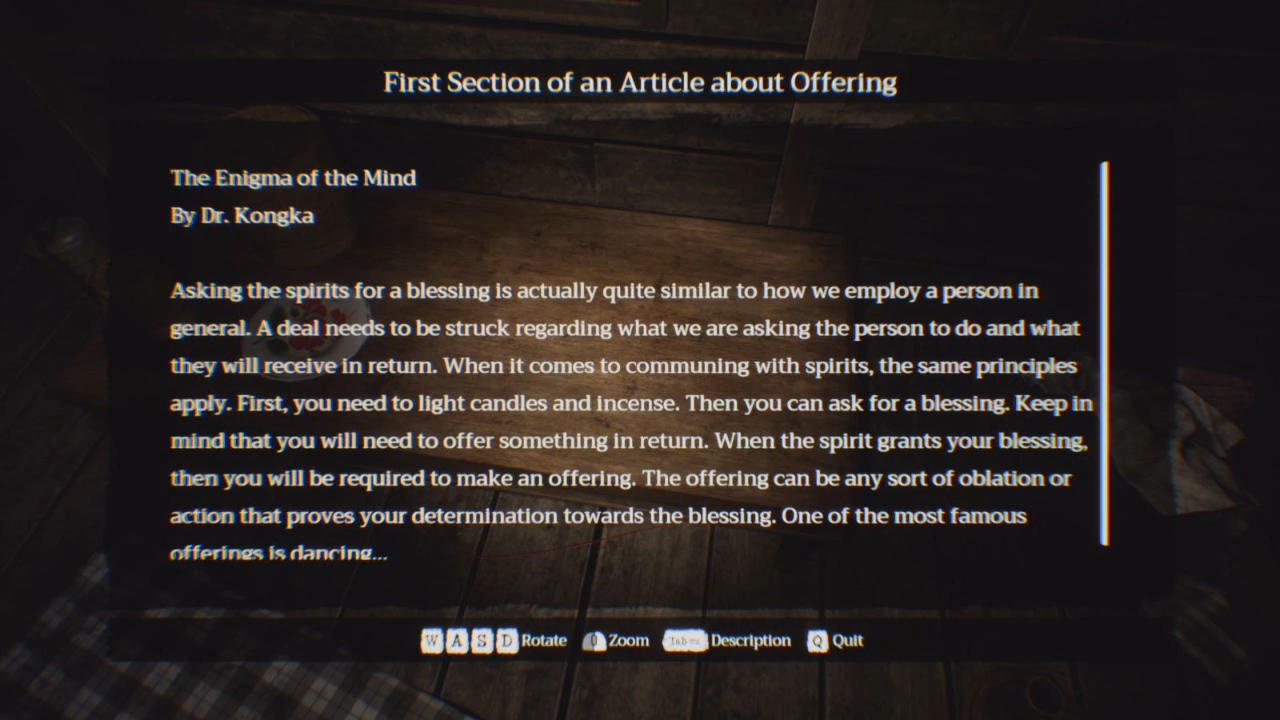 First Section of an Article about Offering
The Enigma of the Mind
By Dr. Kongka
Asking the spirits for a blessing is actually quite similar to how we employ a person in
general. A deal needs to be struck regarding what we are asking the person to do and what
they will receive in return. When it comes to communing with spirits, the same principles
apply. First, you need to light candles and incense. Then you can ask for a blessing. Keep in
mind that you will need to offer something in return. When the spirit grants your blessing,
then you will be required to make an offering. The offering can be any sort of oblation or
action that proves your determination towards the blessing. One of the most famous
offerings is dancing...
W A S D Rotate Zoom Tab Description Q Quit